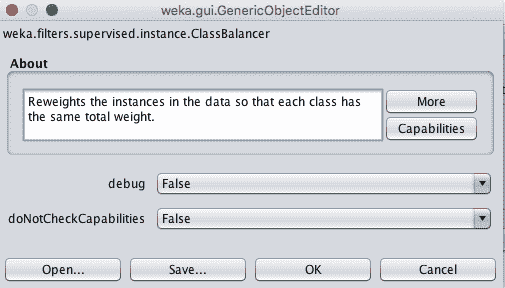 weka.gui.GenericObjectEditor
weka.filters.supervised.instance.ClassBalancer
About
Reweights the instances in the data so that each class has
the same total weight.
More
Capabilities
debug False
doNotCheckCapabilities False
Open... Save... OK Cancel